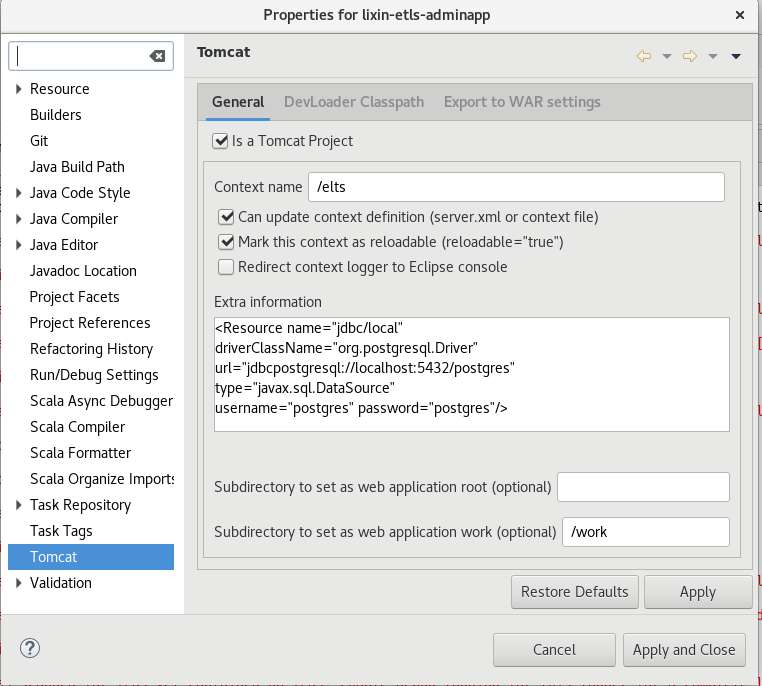 Properties for lixin-etls-adminapp
Tomcat
Resource
Builders
Git
Java Build Path
Java Code Style
Java Compiler
Java Editor
Javadoc Location
Project Facets
Project References
Refactoring History
Run/Debug Settings
Scala Async Debugger
Scala Compiler
Scala Formatter
Scala Organize Imports
Task Repository
Task Tags
Tomcat
Validation
General DevLoader Classpath Export to WAR settings
Is a Tomcat Project
Context name /elts
Can update context definition (server.xml or context file)
Mark this context as reloadable (reloadable="true")
Redirect context logger to Eclipse console
Extra information
<Resource name="jdbc/local"
driverClassName="org.postgresql.Driver"
url="jdbcpostgresql://localhost:5432/postgres"
type="javax.sql.DataSource"
username="postgres" password="postgres"/>
Subdirectory to set as web application root (optional)
Subdirectory to set as web application work (optional) /work
Restore Defaults Apply
Cancel Apply and Close